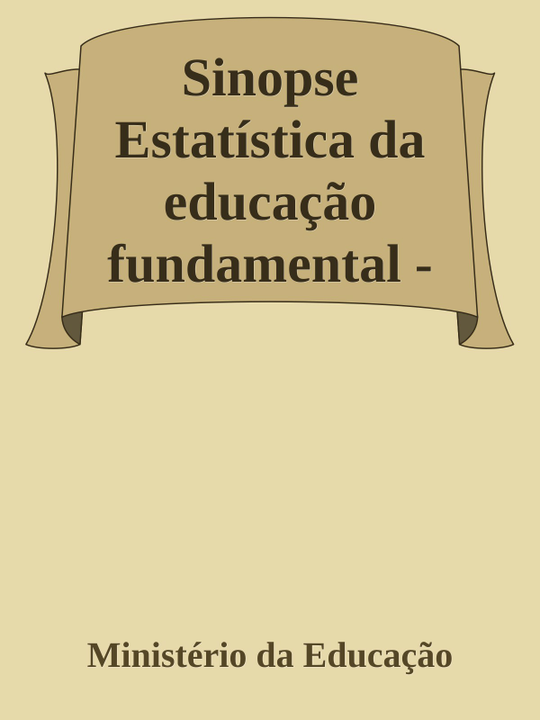 Sinopse
Estatística da
educação
fundamental -
Ministério da Educação